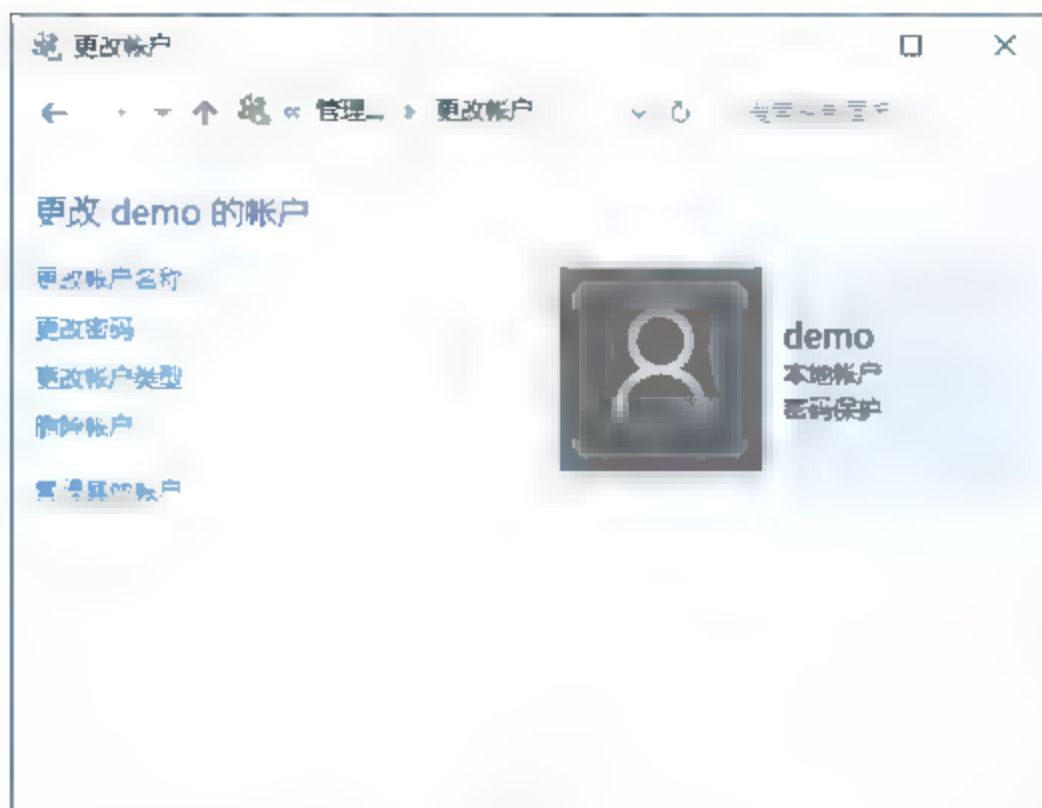 更改帐户
« 管理... › 更改帐户
更改 demo 的帐户
更改帐户名称
更改密码
更改帐户类型
删除帐户
demo
本地帐户
密码保护